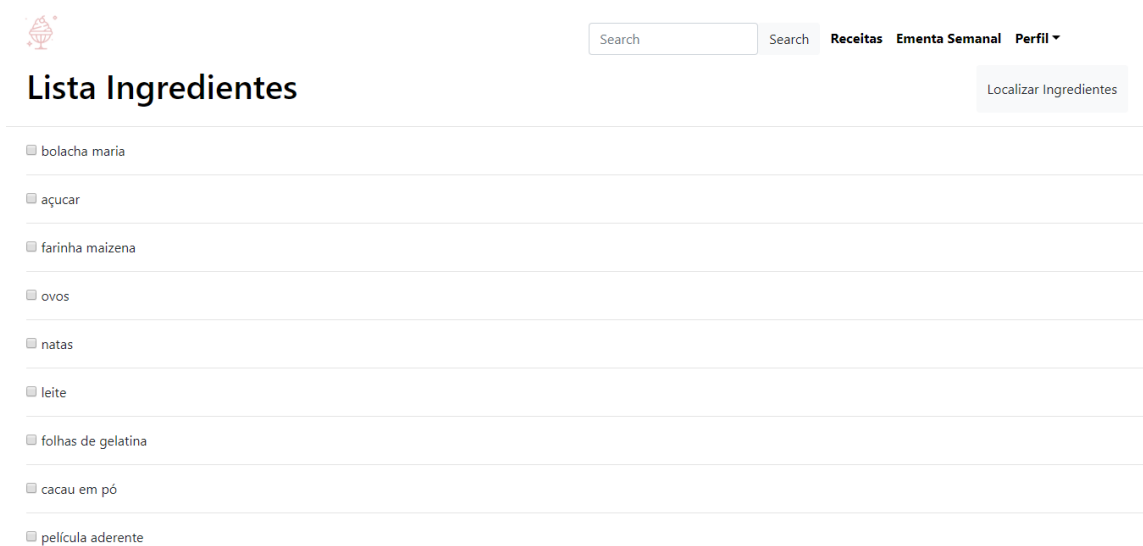 Search Search Receitas Ementa Semanal Perfil
Lista Ingredientes
Localizar Ingredientes
bolacha maria
açucar
farinha maizena
ovos
natas
leite
folhas de gelatina
cacau em pó
película aderente